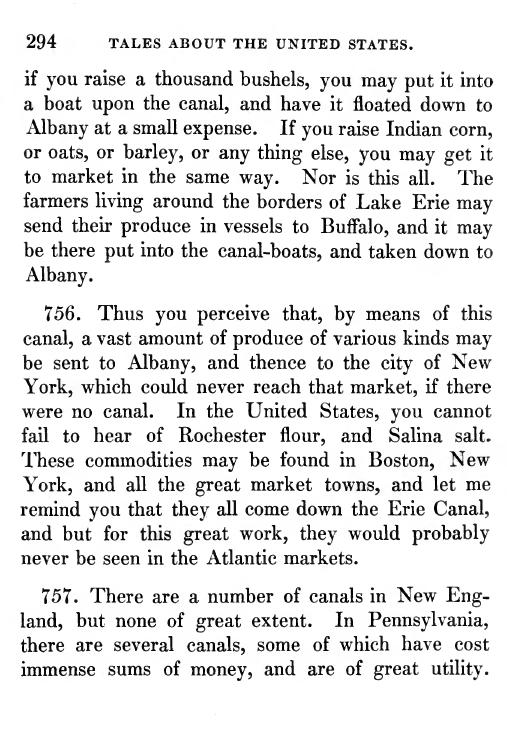 294 TALES ABOUT THE UNITED STATES.
if you raise a thousand bushels, you may put it into
a boat upon the canal, and have it floated down to
Albany at a small expense. If you raise Indian corn,
or oats, or barley, or any thing else, you may get it
to market in the same way. Nor is this all. The
farmers living around the borders of Lake Erie may
send their produce in vessels to Buffalo, and it may
be there put into the canal-boats, and taken down to
Albany.
756. Thus you perceive that, by means of this
canal, a vast amount of produce of various kinds may
be sent to Albany, and thence to the city of New
York, which could never reach that market, if there
were no canal. In the United States, you cannot
fail to hear of Rochester flour, and Salina salt.
These commodities may be found in Boston, New
York, and all the great market towns, and let me
remind you that they all come down the Erie Canal,
and but for this great work, they would probably
never be seen in the Atlantic markets.
757. There are a number of canals in New Eng-
land, but none of great extent. In Pennsylvania,
there are several canals, some of which have cost
immense sums of money, and are of great utility.